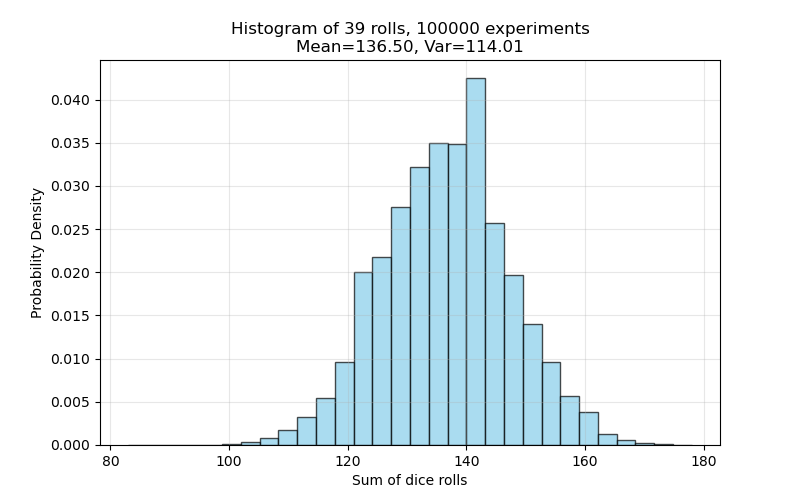 Histogram of 39 rolls, 100000 experiments
Mean=136.50, Var=114.01
0.040
0.035
0.030
0.025
0.020
0.015
0.010
0.005
0.000
Probability Density
80 100 120 140 160 180
Sum of dice rolls